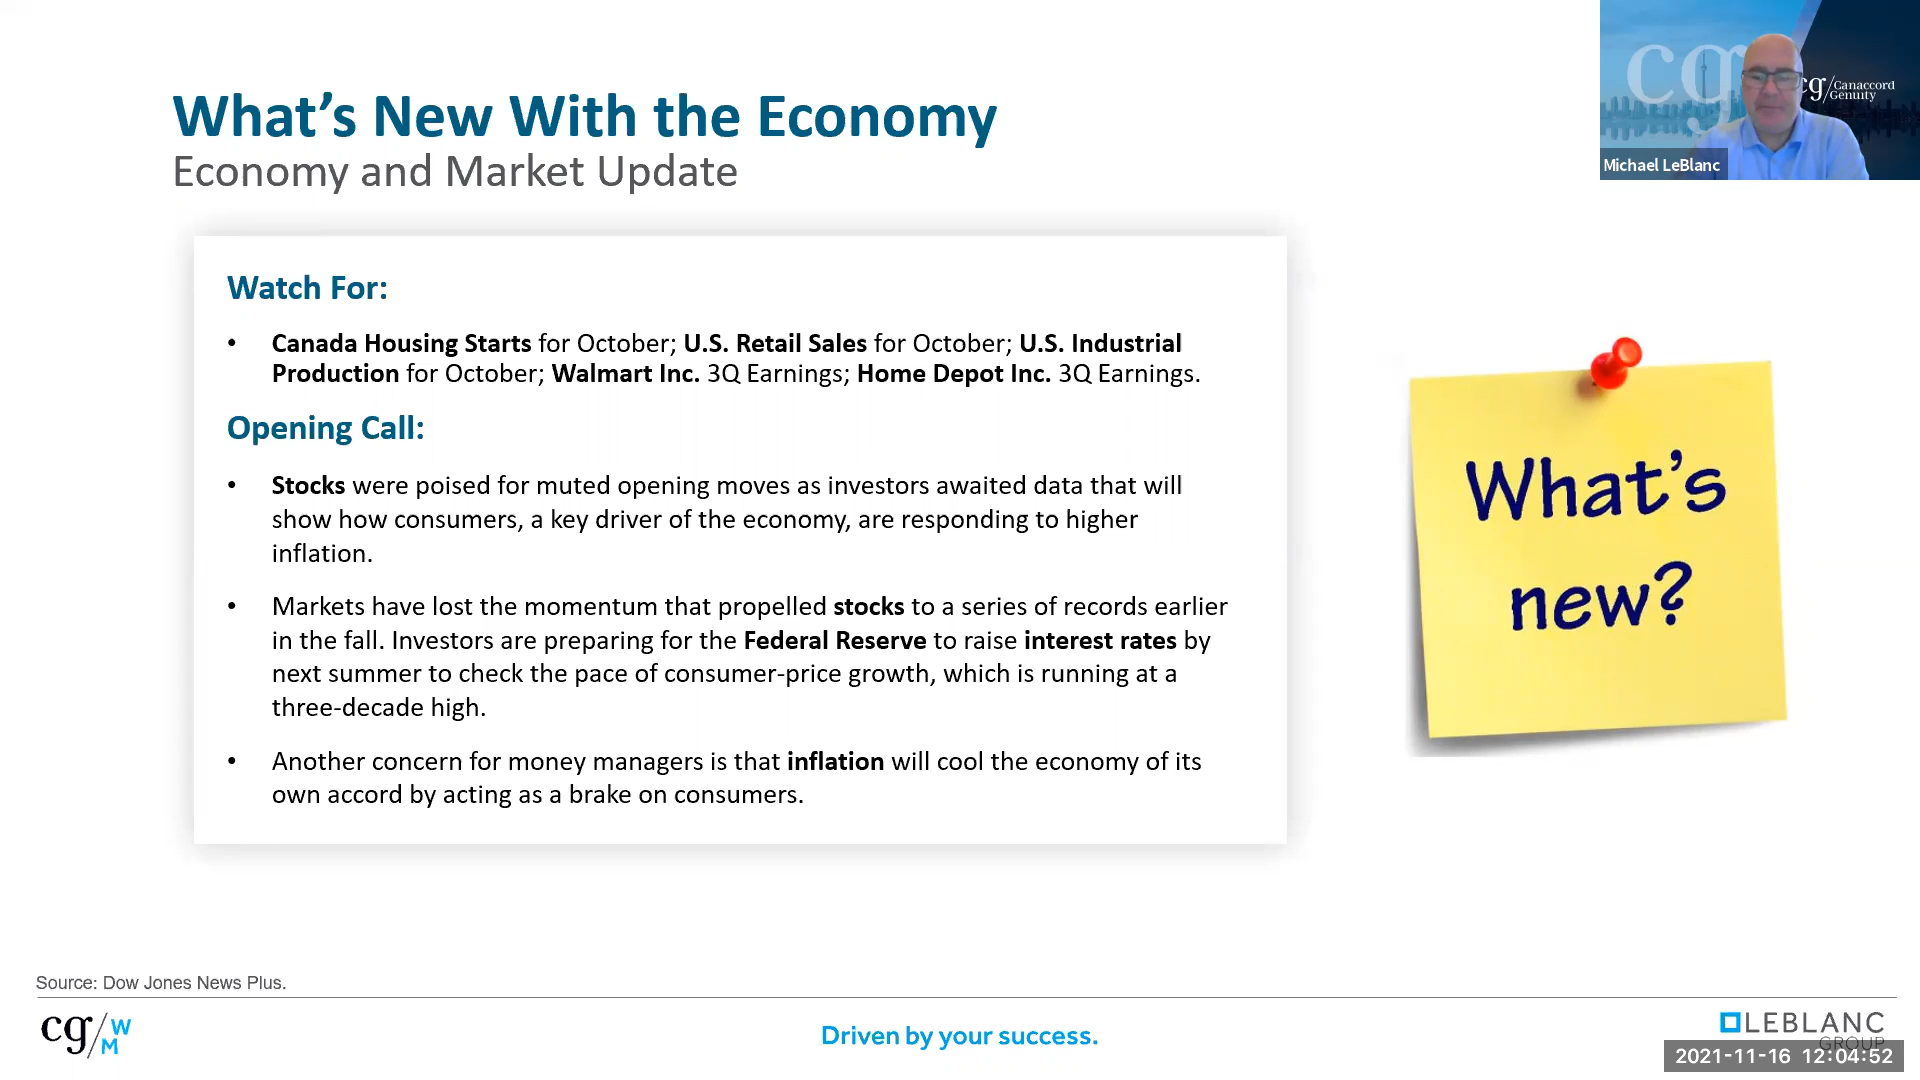 What's New With the Economy
Economy and Market Update
cg
cg/Canaccord
Genuity
Michael LeBlanc
Watch For:
• Canada Housing Starts for October; U.S. Retail Sales for October; U.S. Industrial
Production for October; Walmart Inc. 3Q Earnings; Home Depot Inc. 3Q Earnings.
Opening Call:
• Stocks were poised for muted opening moves as investors awaited data that will
show how consumers, a key driver of the economy, are responding to higher
inflation.
• Markets have lost the momentum that propelled stocks to a series of records earlier
in the fall. Investors are preparing for the Federal Reserve to raise interest rates by
next summer to check the pace of consumer-price growth, which is running at a
three-decade high.
• Another concern for money managers is that inflation will cool the economy of its
own accord by acting as a brake on consumers.
What's
new?
Source: Dow Jones News Plus.
cg/WM
Driven by your success.
LEBLANC
GROUP
2021-11-16 12:04:52